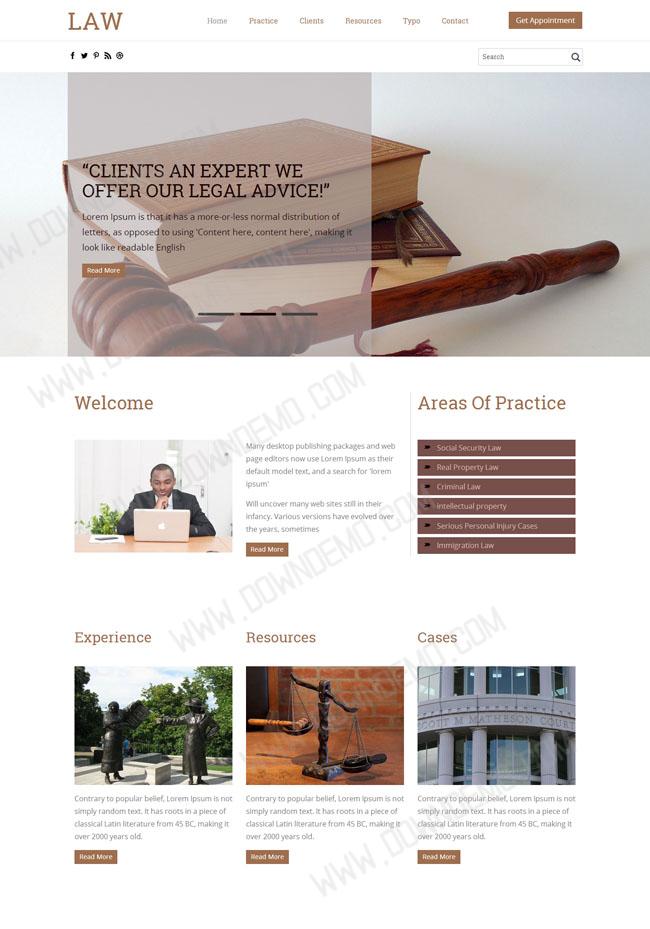 LAW
Home
Practice
Clients
Resources
Typo
Contact
Get Appointment
Search
“CLIENTS AN EXPERT WE
OFFER OUR LEGAL ADVICE!”
Lorem Ipsum is that it has a more-or-less normal distribution of
letters, as opposed to using 'Content here, content here', making it
look like readable English
Read More
Welcome
Many desktop publishing packages and web
page editors now use Lorem Ipsum as their
default model text, and a search for 'lorem
ipsum'
Will uncover many web sites still in their
infancy. Various versions have evolved over
the years, sometimes
Read More
Areas Of Practice
Social Security Law
Real Property Law
Criminal Law
intellectual property
Serious Personal Injury Cases
Immigration Law
Experience
Contrary to popular belief, Lorem Ipsum is not
simply random text. It has roots in a piece of
classical Latin literature from 45 BC, making it
over 2000 years old.
Read More
Resources
Contrary to popular belief, Lorem Ipsum is not
simply random text. It has roots in a piece of
classical Latin literature from 45 BC, making it
over 2000 years old.
Read More
Cases
SCOTT M MATHESON COURT
Contrary to popular belief, Lorem Ipsum is not
simply random text. It has roots in a piece of
classical Latin literature from 45 BC, making it
over 2000 years old.
Read More
WWW.DOWNDEMO.COM
WWW.DOWNDEMO.COM
WWW.DOWNDEMO.COM
WWW.DOWNDEMO.COM